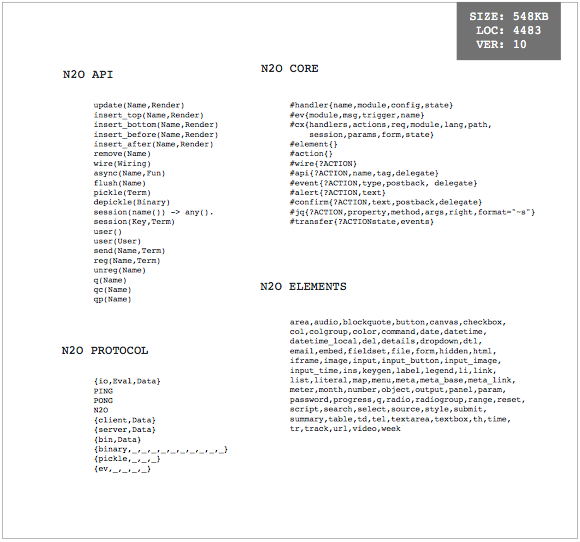 SIZE: 548KB
LOC: 4483
VER: 10
N2O API
update(Name,Render)
insert_top(Name,Render)
insert_bottom(Name,Render)
insert_before(Name,Render)
insert_after(Name,Render)
remove(Name)
wire(Wiring)
async(Name,Fun)
flush(Name)
pickle(Term)
depickle(Binary)
session(name()) -> any().
session(Key,Term)
user()
user(User)
send(Name,Term)
reg(Name,Term)
unreg(Name)
q(Name)
qc(Name)
qp(Name)
N2O PROTOCOL
{io,Eval,Data}
PING
PONG
N2O
{client,Data}
{server,Data}
{bin,Data}
{binary,_,_,_,_,_,_,_,_,_,_,_}
{pickle,_,_,_}
{ev,_,_,_,_}
N2O CORE
#handler{name,module,config,state}
#ev{module,msg,trigger,name}
#cx{handlers,actions,req,module,lang,path,
session,params,form,state}
#element{}
#action{}
#wire{?ACTION}
#api{?ACTION,name,tag,delegate}
#event{?ACTION,type,postback, delegate}
#alert{?ACTION,text}
#confirm{?ACTION,text,postback,delegate}
#jq{?ACTION,property,method,args,right,format="~s"}
#transfer{?ACTIONstate,events}
N2O ELEMENTS
area,audio,blockquote,button,canvas,checkbox,
col,colgroup,color,command,date,datetime,
datetime_local,del,details,dropdown,dtl,
email,embed,fieldset,file,form,hidden,html,
iframe,image,input,input_button,input_image,
input_time,ins,keygen,label,legend,li,link,
list,literal,map,menu,meta,meta_base,meta_link,
meter,month,number,object,output,panel,param,
password,progress,q,radio,radiogroup,range,reset,
script,search,select,source,style,submit,
summary,table,td,tel,textarea,textbox,th,time,
tr,track,url,video,week